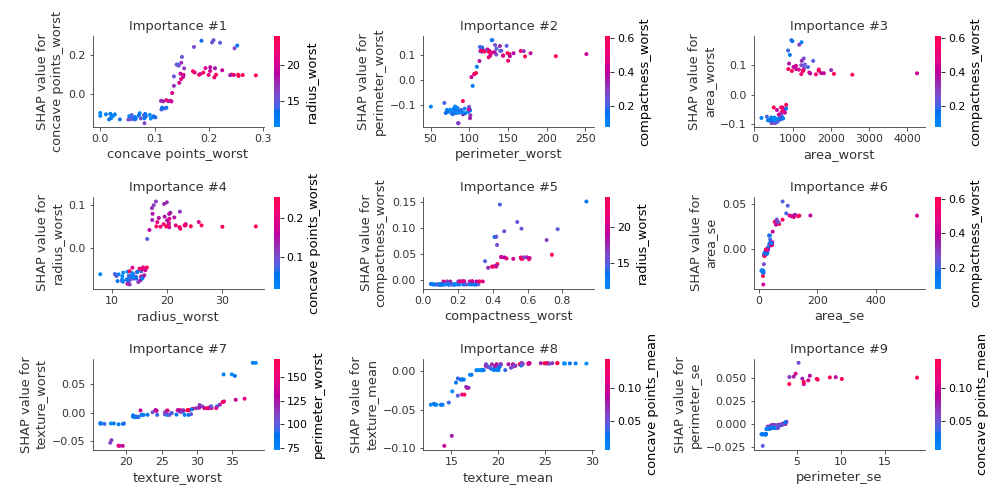 Importance #1
SHAP value for
concave points_worst
0.2
0.0
0.0
0.1
0.2
0.3
concave points_worst
20
15
radius_worst
Importance #2
SHAP value for
perimeter_worst
0.1
0.0
−0.1
50
100
150
200
250
perimeter_worst
0.6
0.4
0.2
compactness_worst
Importance #3
SHAP value for
area_worst
0.1
0.0
−0.1
0
1000
2000
3000
4000
area_worst
0.6
0.4
0.2
compactness_worst
Importance #4
SHAP value for
radius_worst
0.1
0.0
10
20
30
radius_worst
0.2
0.1
concave points_worst
Importance #5
SHAP value for
compactness_worst
0.15
0.10
0.05
0.00
0.0
0.2
0.4
0.6
0.8
compactness_worst
20
15
radius_worst
Importance #6
SHAP value for
area_se
0.05
0.00
0
200
400
area_se
0.6
0.4
0.2
compactness_worst
Importance #7
SHAP value for
texture_worst
0.05
0.00
−0.05
20
25
30
35
texture_worst
150
125
100
75
perimeter_worst
Importance #8
SHAP value for
texture_mean
0.00
−0.05
−0.10
15
20
25
30
texture_mean
0.10
0.05
concave points_mean
Importance #9
SHAP value for
perimeter_se
0.050
0.025
0.000
−0.025
5
10
15
perimeter_se
0.10
0.05
concave points_mean